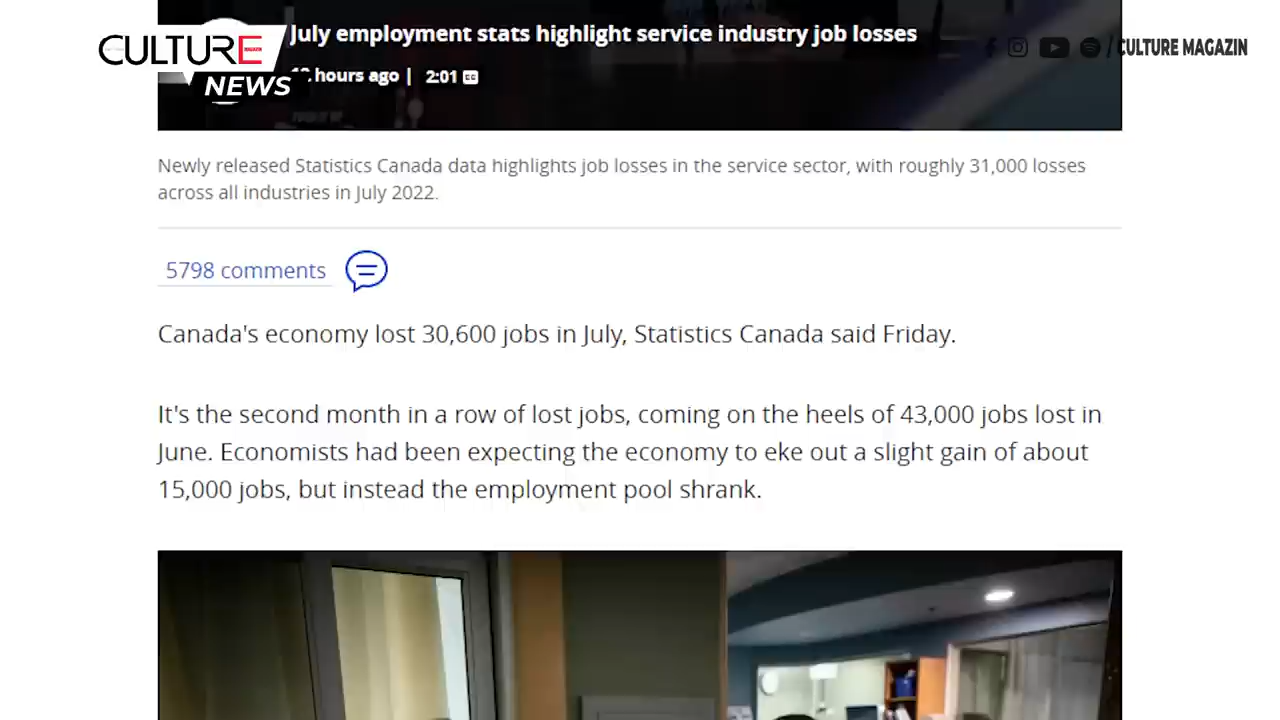 CULTURE
NEWS
July employment stats highlight service industry job losses
hours ago | 2:01 CC
/ CULTURE MAGAZIN
Newly released Statistics Canada data highlights job losses in the service sector, with roughly 31,000 losses
across all industries in July 2022.
5798 comments
Canada's economy lost 30,600 jobs in July, Statistics Canada said Friday.
It's the second month in a row of lost jobs, coming on the heels of 43,000 jobs lost in
June. Economists had been expecting the economy to eke out a slight gain of about
15,000 jobs, but instead the employment pool shrank.